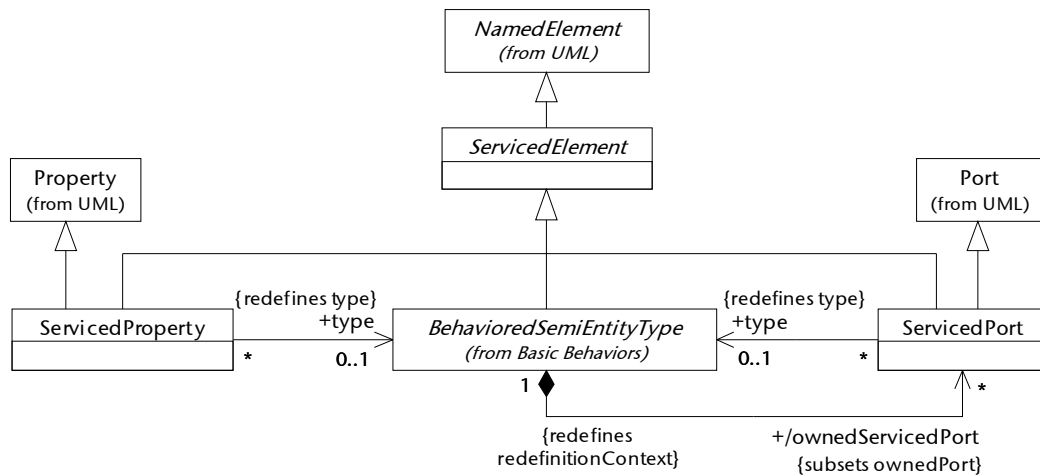 NamedElement
(from UML)
ServicedElement
Property
(from UML)
Port
(from UML)
{redefines type}
+type
{redefines type}
+type
ServicedProperty
BehavioredSemiEntityType
(from Basic Behaviors)
ServicedPort
*
0..1
0..1
*
1
*
{redefines
redefinitionContext}
+/ownedServicedPort
{subsets ownedPort}